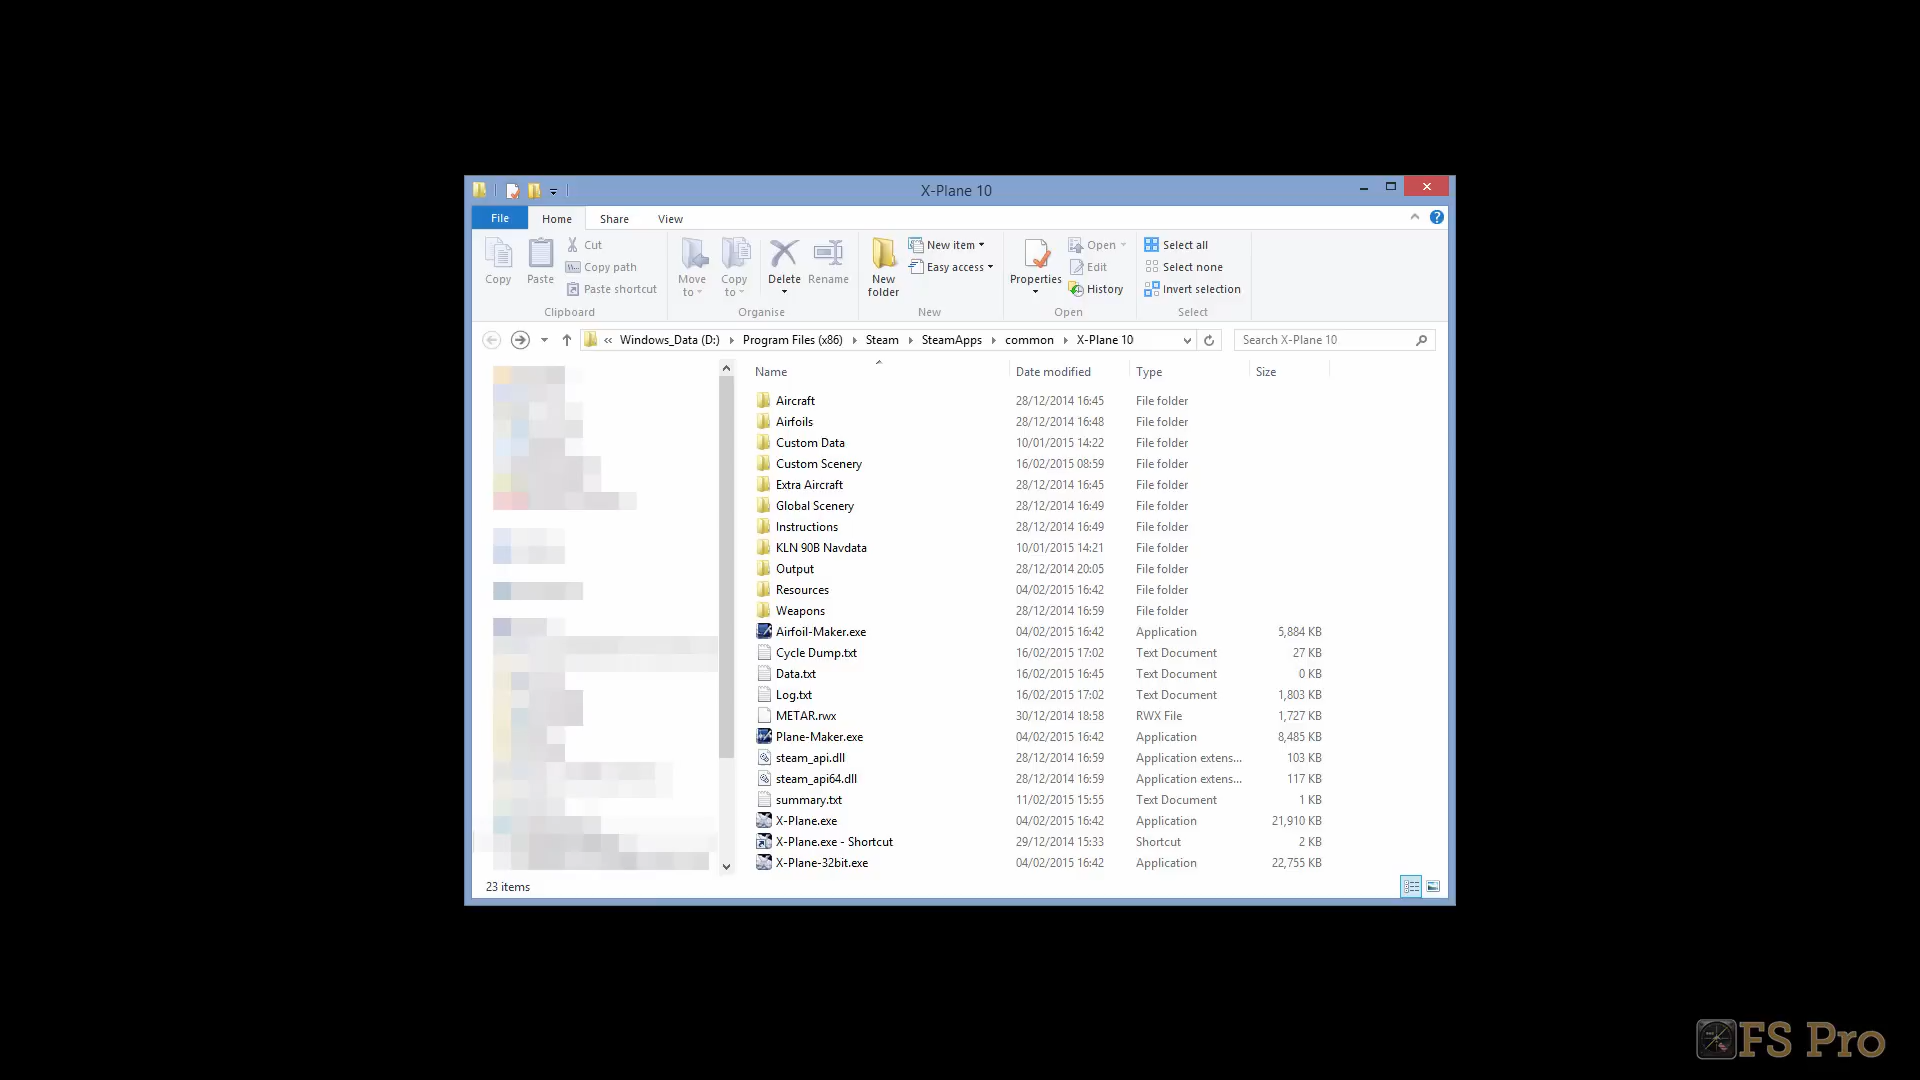 X-Plane 10
File Home Share View
Copy
Paste
Cut
Copy path
Paste shortcut
Clipboard
Move to
Copy to
Delete
Rename
Organise
New folder
New item
Easy access
New
Properties
Open
Edit
History
Open
Select all
Select none
Invert selection
Select
« Windows_Data (D:) Program Files (x86) Steam SteamApps common X-Plane 10 Search X-Plane 10
Name Date modified Type Size
Aircraft 28/12/2014 16:45 File folder
Airfoils 28/12/2014 16:48 File folder
Custom Data 10/01/2015 14:22 File folder
Custom Scenery 16/02/2015 08:59 File folder
Extra Aircraft 28/12/2014 16:45 File folder
Global Scenery 28/12/2014 16:49 File folder
Instructions 28/12/2014 16:49 File folder
KLN 90B Navdata 10/01/2015 14:21 File folder
Output 28/12/2014 20:05 File folder
Resources 04/02/2015 16:42 File folder
Weapons 28/12/2014 16:59 File folder
Airfoil-Maker.exe 04/02/2015 16:42 Application 5,884 KB
Cycle Dump.txt 16/02/2015 17:02 Text Document 27 KB
Data.txt 16/02/2015 16:45 Text Document 0 KB
Log.txt 16/02/2015 17:02 Text Document 1,803 KB
METAR.rwx 30/12/2014 18:58 RWX File 1,727 KB
Plane-Maker.exe 04/02/2015 16:42 Application 8,485 KB
steam_api.dll 28/12/2014 16:59 Application extens... 103 KB
steam_api64.dll 28/12/2014 16:59 Application extens... 117 KB
summary.txt 11/02/2015 15:55 Text Document 1 KB
X-Plane.exe 04/02/2015 16:42 Application 21,910 KB
X-Plane.exe - Shortcut 29/12/2014 15:33 Shortcut 2 KB
X-Plane-32bit.exe 04/02/2015 16:42 Application 22,755 KB
23 items
FS Pro